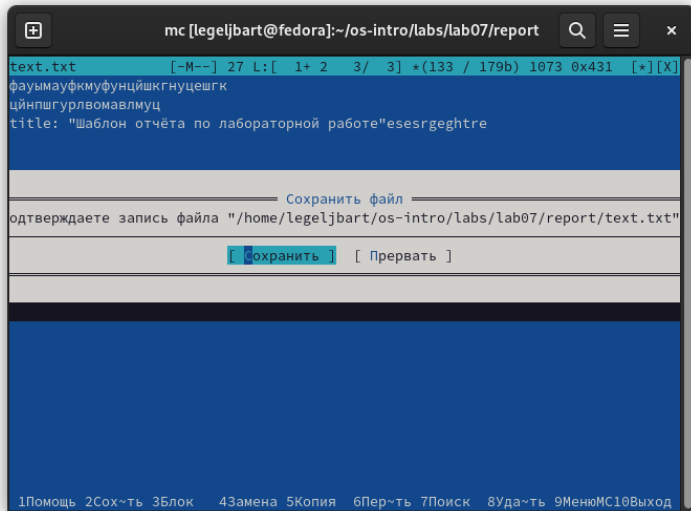 mc [legeljbart@fedora]:~/os-intro/labs/lab07/report
text.txt [-M--] 27 L:[ 1+ 2 3/ 3] *(133 / 179b) 1073 0x431 [*][X]
фауымауфкмуфунцйшкгнуцешгк
цйнпшгурлвомавлмуц
title: "Шаблон отчёта по лабораторной работе"esesrgeghtre
Сохранить файл
одтверждаете запись файла "/home/legeljbart/os-intro/labs/lab07/report/text.txt"
[ Сохранить ] [ Прервать ]
1Помощь 2Сох~ть 3Блок 4Замена 5Копия 6Пер~ть 7Поиск 8Уда~ть 9МенюMC10Выход